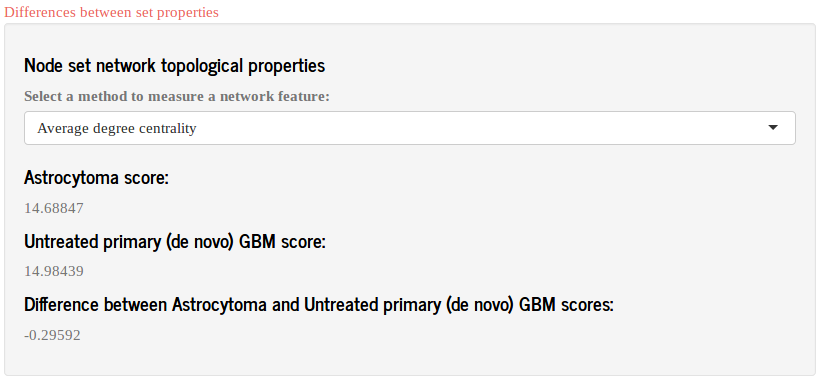 Differences between set properties
Node set network topological properties
Select a method to measure a network feature:
Average degree centrality
Astrocytoma score:
14.68847
Untreated primary (de novo) GBM score:
14.98439
Difference between Astrocytoma and Untreated primary (de novo) GBM scores:
-0.29592